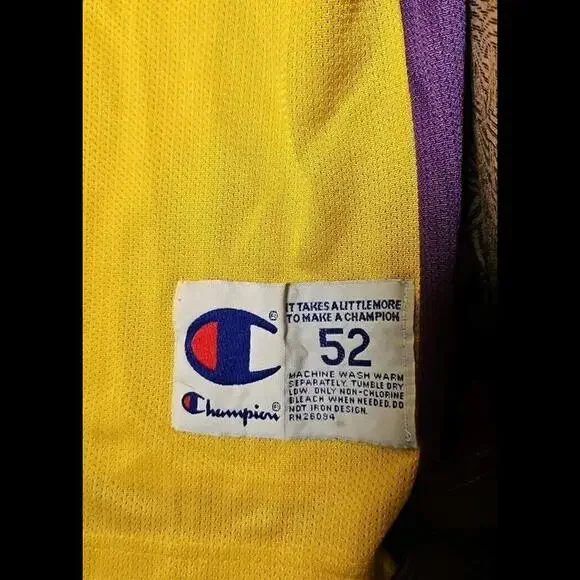 Champion
IT TAKES A LITTLE MORE
TO MAKE A CHAMPION
52
MACHINE WASH WARM
SEPARATELY. TUMBLE DRY
LOW. ONLY NON-CHLORINE
BLEACH WHEN NEEDED. DO
NOT IRON DESIGN.
RN26094